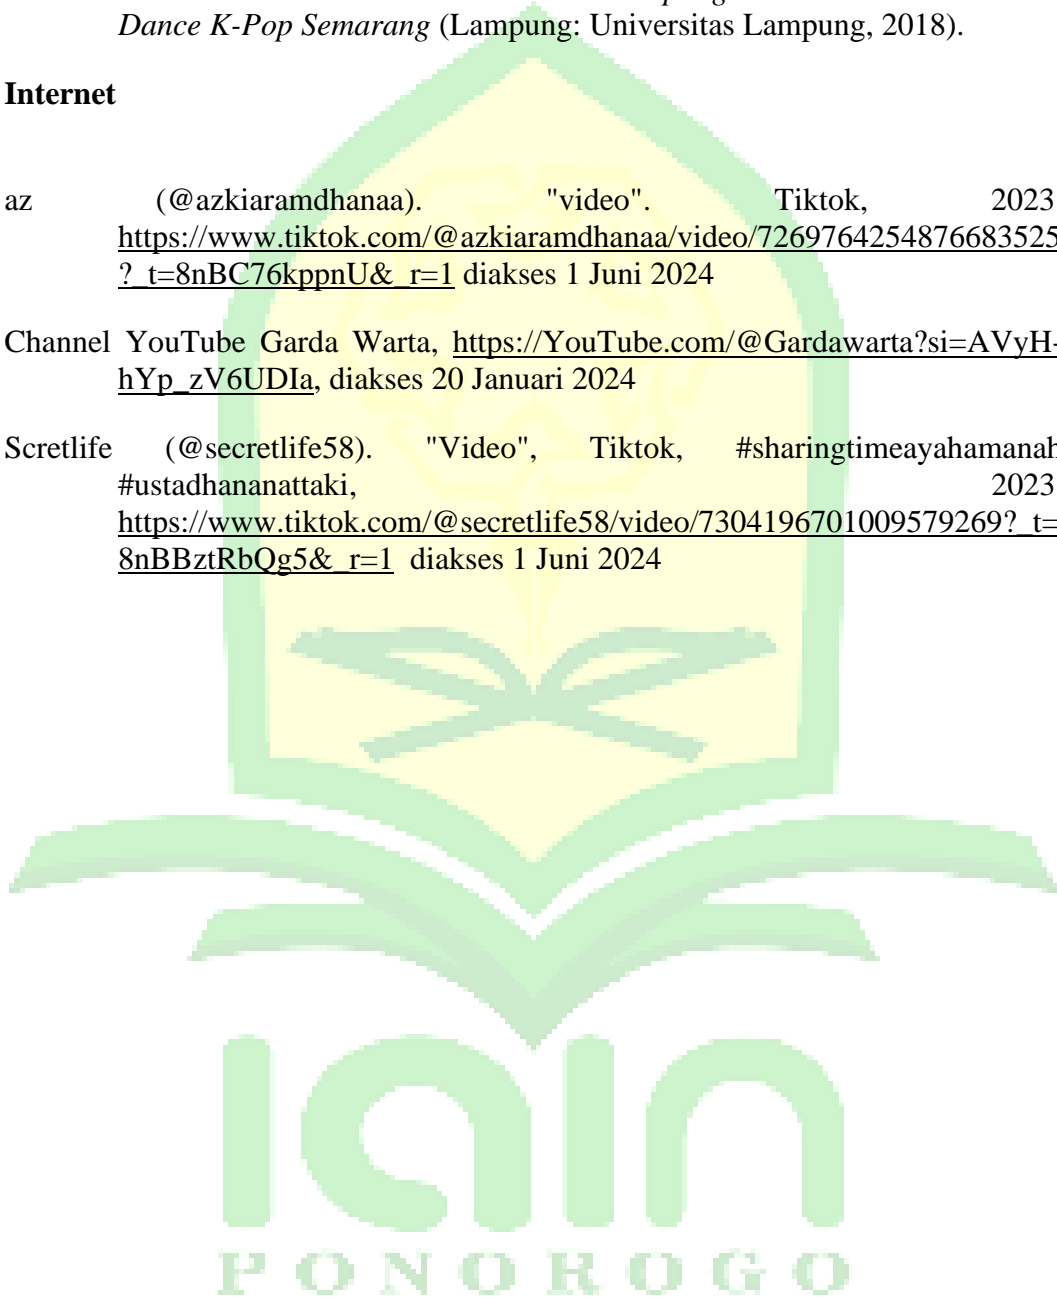 Dance K-Pop Semarang (Lampung: Universitas Lampung, 2018).
Internet
az (@azkiaramdhanaa). "video". Tiktok, 2023
https://www.tiktok.com/@azkiaramdhanaa/video/7269764254876683525
?_t=8nBC76kppnU&_r=1 diakses 1 Juni 2024
Channel YouTube Garda Warta, https://YouTube.com/@Gardawarta?si=AVyH-
hYp_zV6UDIa, diakses 20 Januari 2024
Scretlife (@secretlife58). "Video", Tiktok, #sharingtimeayahamanah
#ustadhananattaki, 2023
https://www.tiktok.com/@secretlife58/video/7304196701009579269?_t=
8nBBztRbQg5&_r=1 diakses 1 Juni 2024
iain
PONOROGO